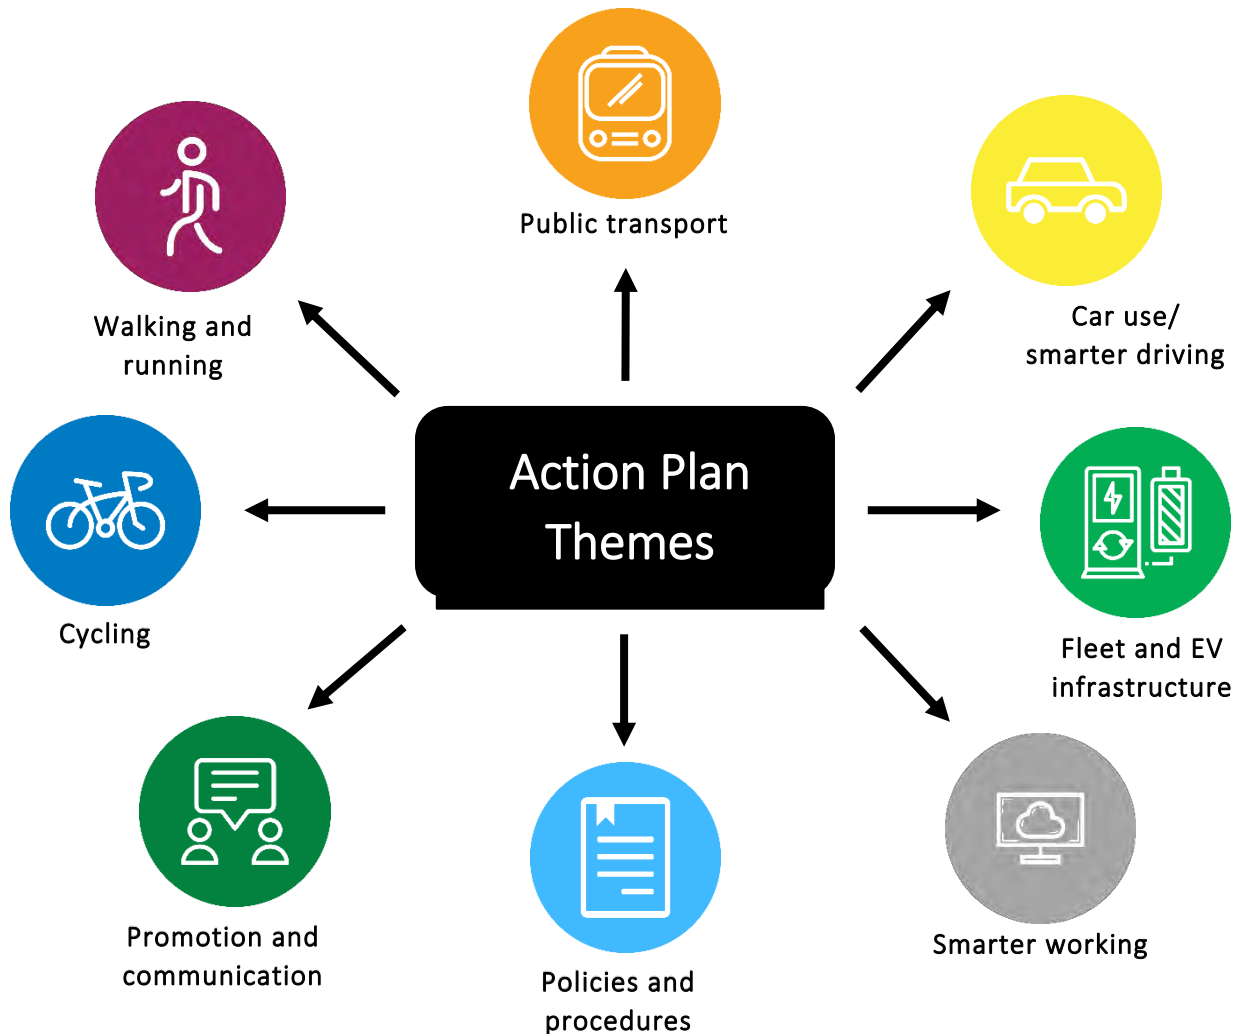 Public transport
Walking and
running
Car use/
smarter driving
Action Plan
Themes
Cycling
Fleet and EV
infrastructure
Promotion and
communication
Policies and
procedures
Smarter working